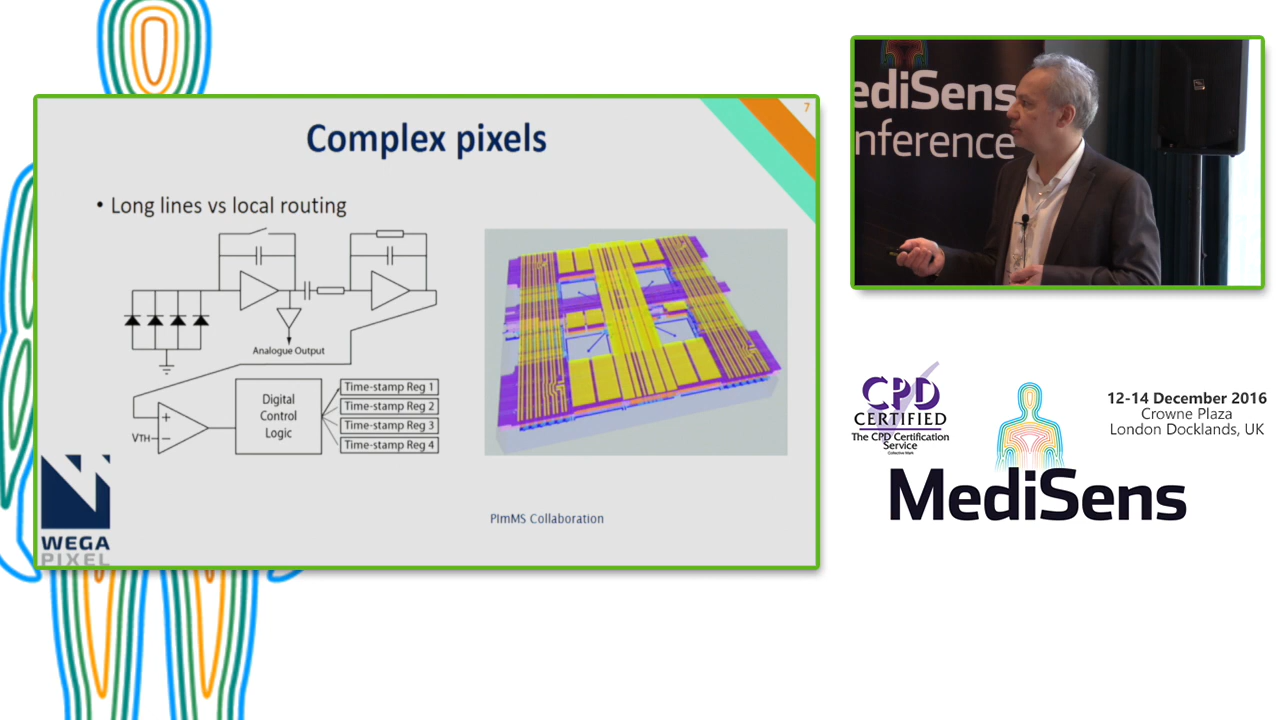 7
Complex pixels
• Long lines vs local routing
Analogue Output
Digital
Control
Logic
VTH
Time-stamp Reg 1
Time-stamp Reg 2
Time-stamp Reg 3
Time-stamp Reg 4
PImMS Collaboration
WEGA
PIXEL
ediSens
nference
CPD
CERTIFIED
The CPD Certification
Service
Collective Mark
12-14 December 2016
Crowne Plaza
London Docklands, UK
MediSens